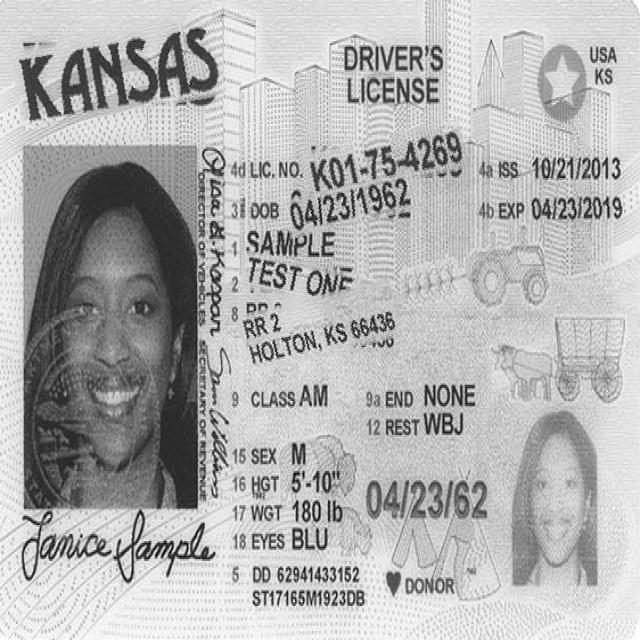 KANSAS
DRIVER'S
LICENSE
USA
KS
4d LIC. NO. K01-75-4269
4a ISS 10/21/2013
3 DOB 04/23/1962
4b EXP 04/23/2019
1 SAMPLE
2 TEST ONE
8 RR 2
RR 2
HOLTON, KS 66436
9 CLASS AM
9a END NONE
12 REST WBJ
15 SEX M
16 HGT 5'-10"
17 WGT 180 lb
18 EYES BLU
04/23/62
5 DD 62941433152
ST17165M1923DB
DONOR
DIRECTOR OF VEHICLES
SECRETARY OF REVENUE
Janice Sample